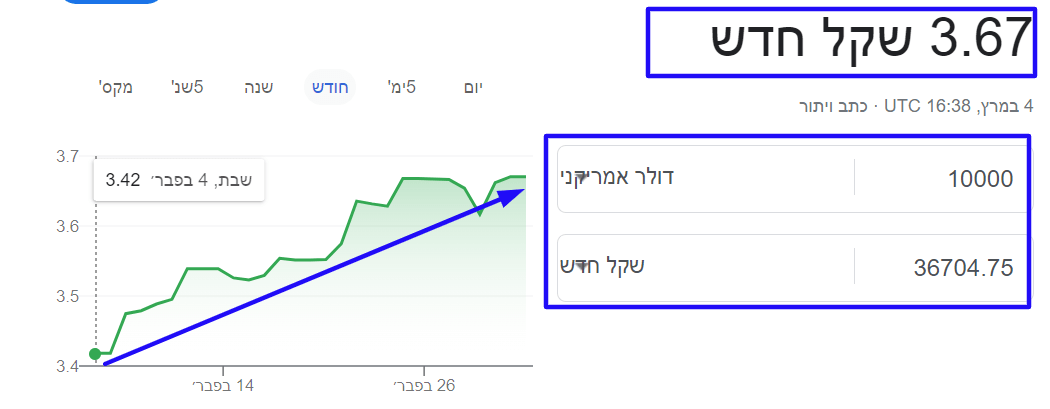 3.67 שקל חדש
4 במרץ, 16:38 UTC · כתב ויתור
10000 דולר אמריקני
36704.75 שקל חדש
יום 5ימ' חודש שנה 5שנ' מקס'
3.7
שבת, 4 בפבר׳ 3.42
3.6
3.5
3.4
14 בפבר׳ 26 בפבר׳